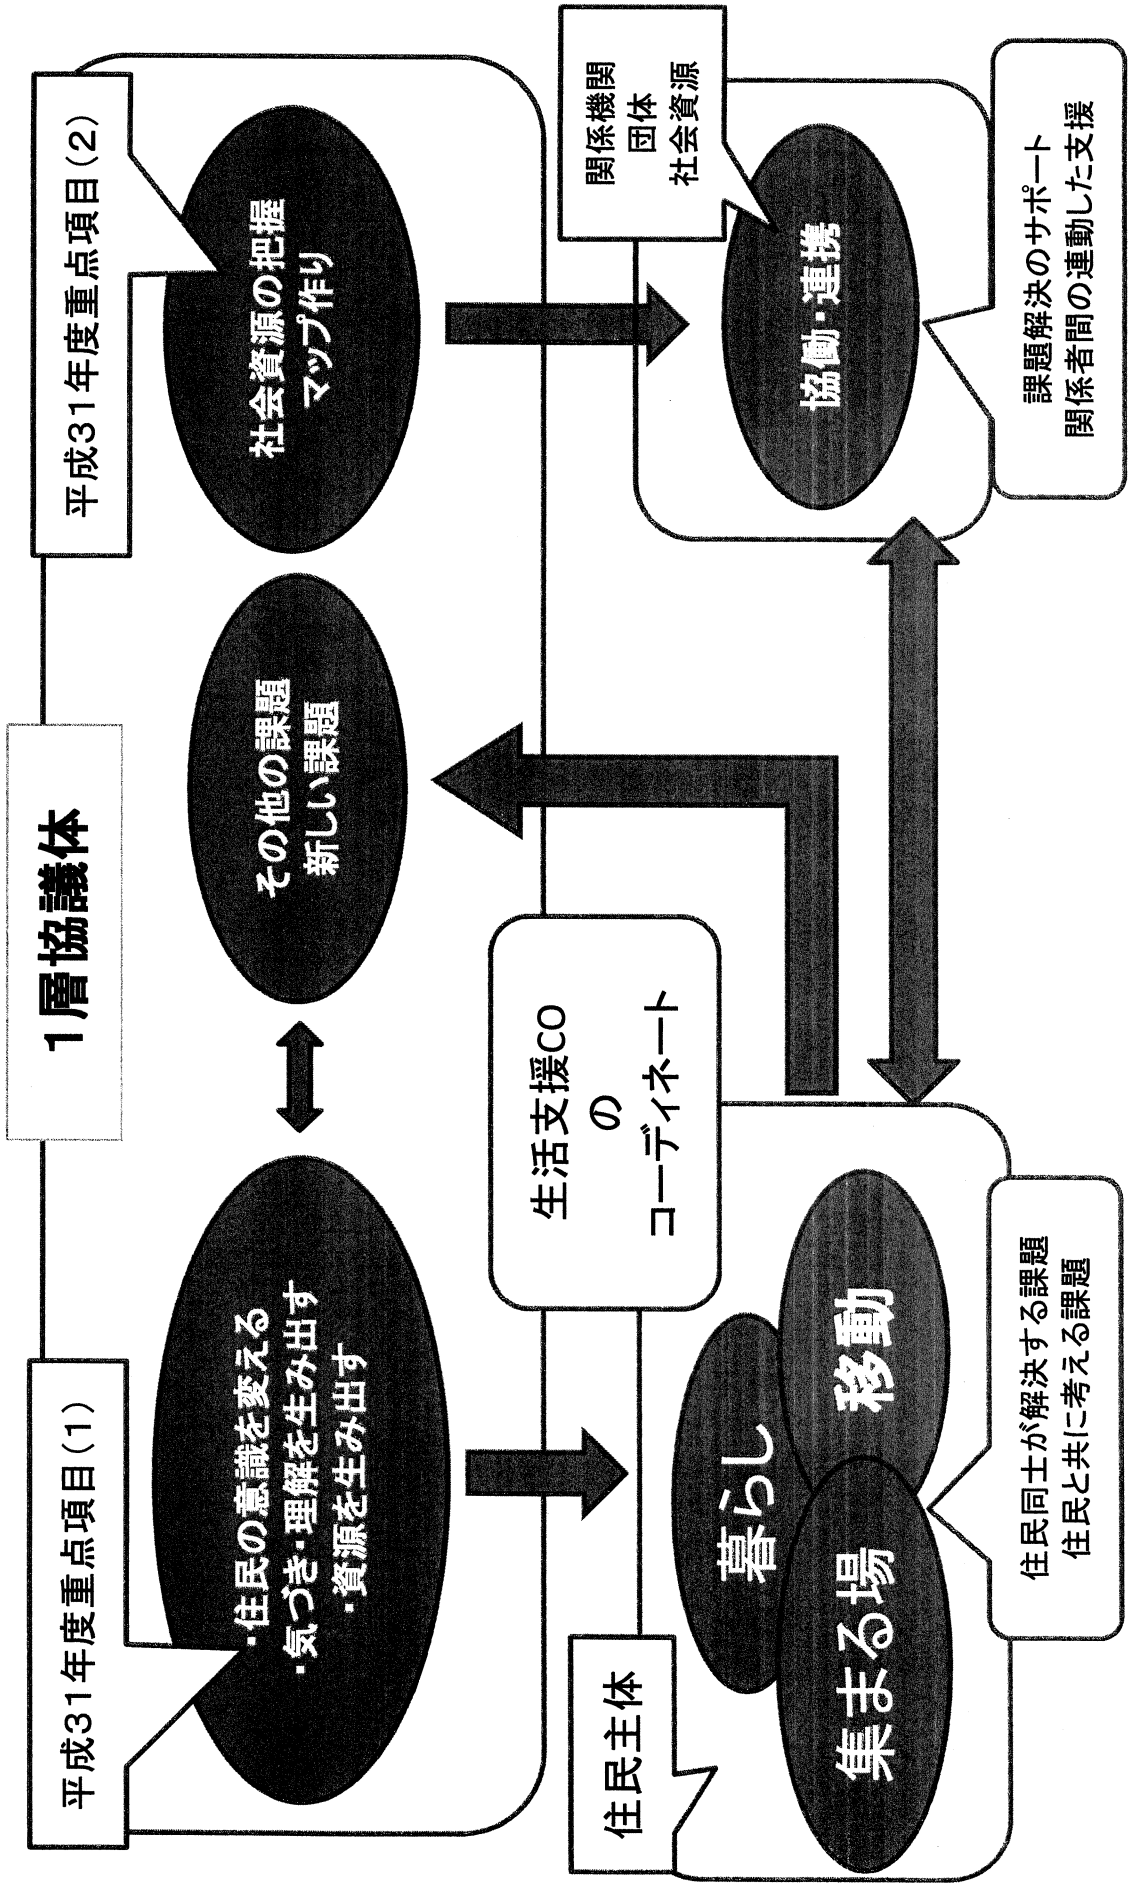 1層協議体
平成31年度重点項目(1)
・住民の意識を変える
・気づき・理解を生み出す
・資源を生み出す
その他の課題
新しい課題
平成31年度重点項目(2)
社会資源の把握
マップ作り
生活支援CO
の
コーディネート
住民主体
暮らし
集まる場
移動
住民同士が解決する課題
住民と共に考える課題
関係機関
団体
社会資源
協働・連携
課題解決のサポート
関係者間の連動した支援